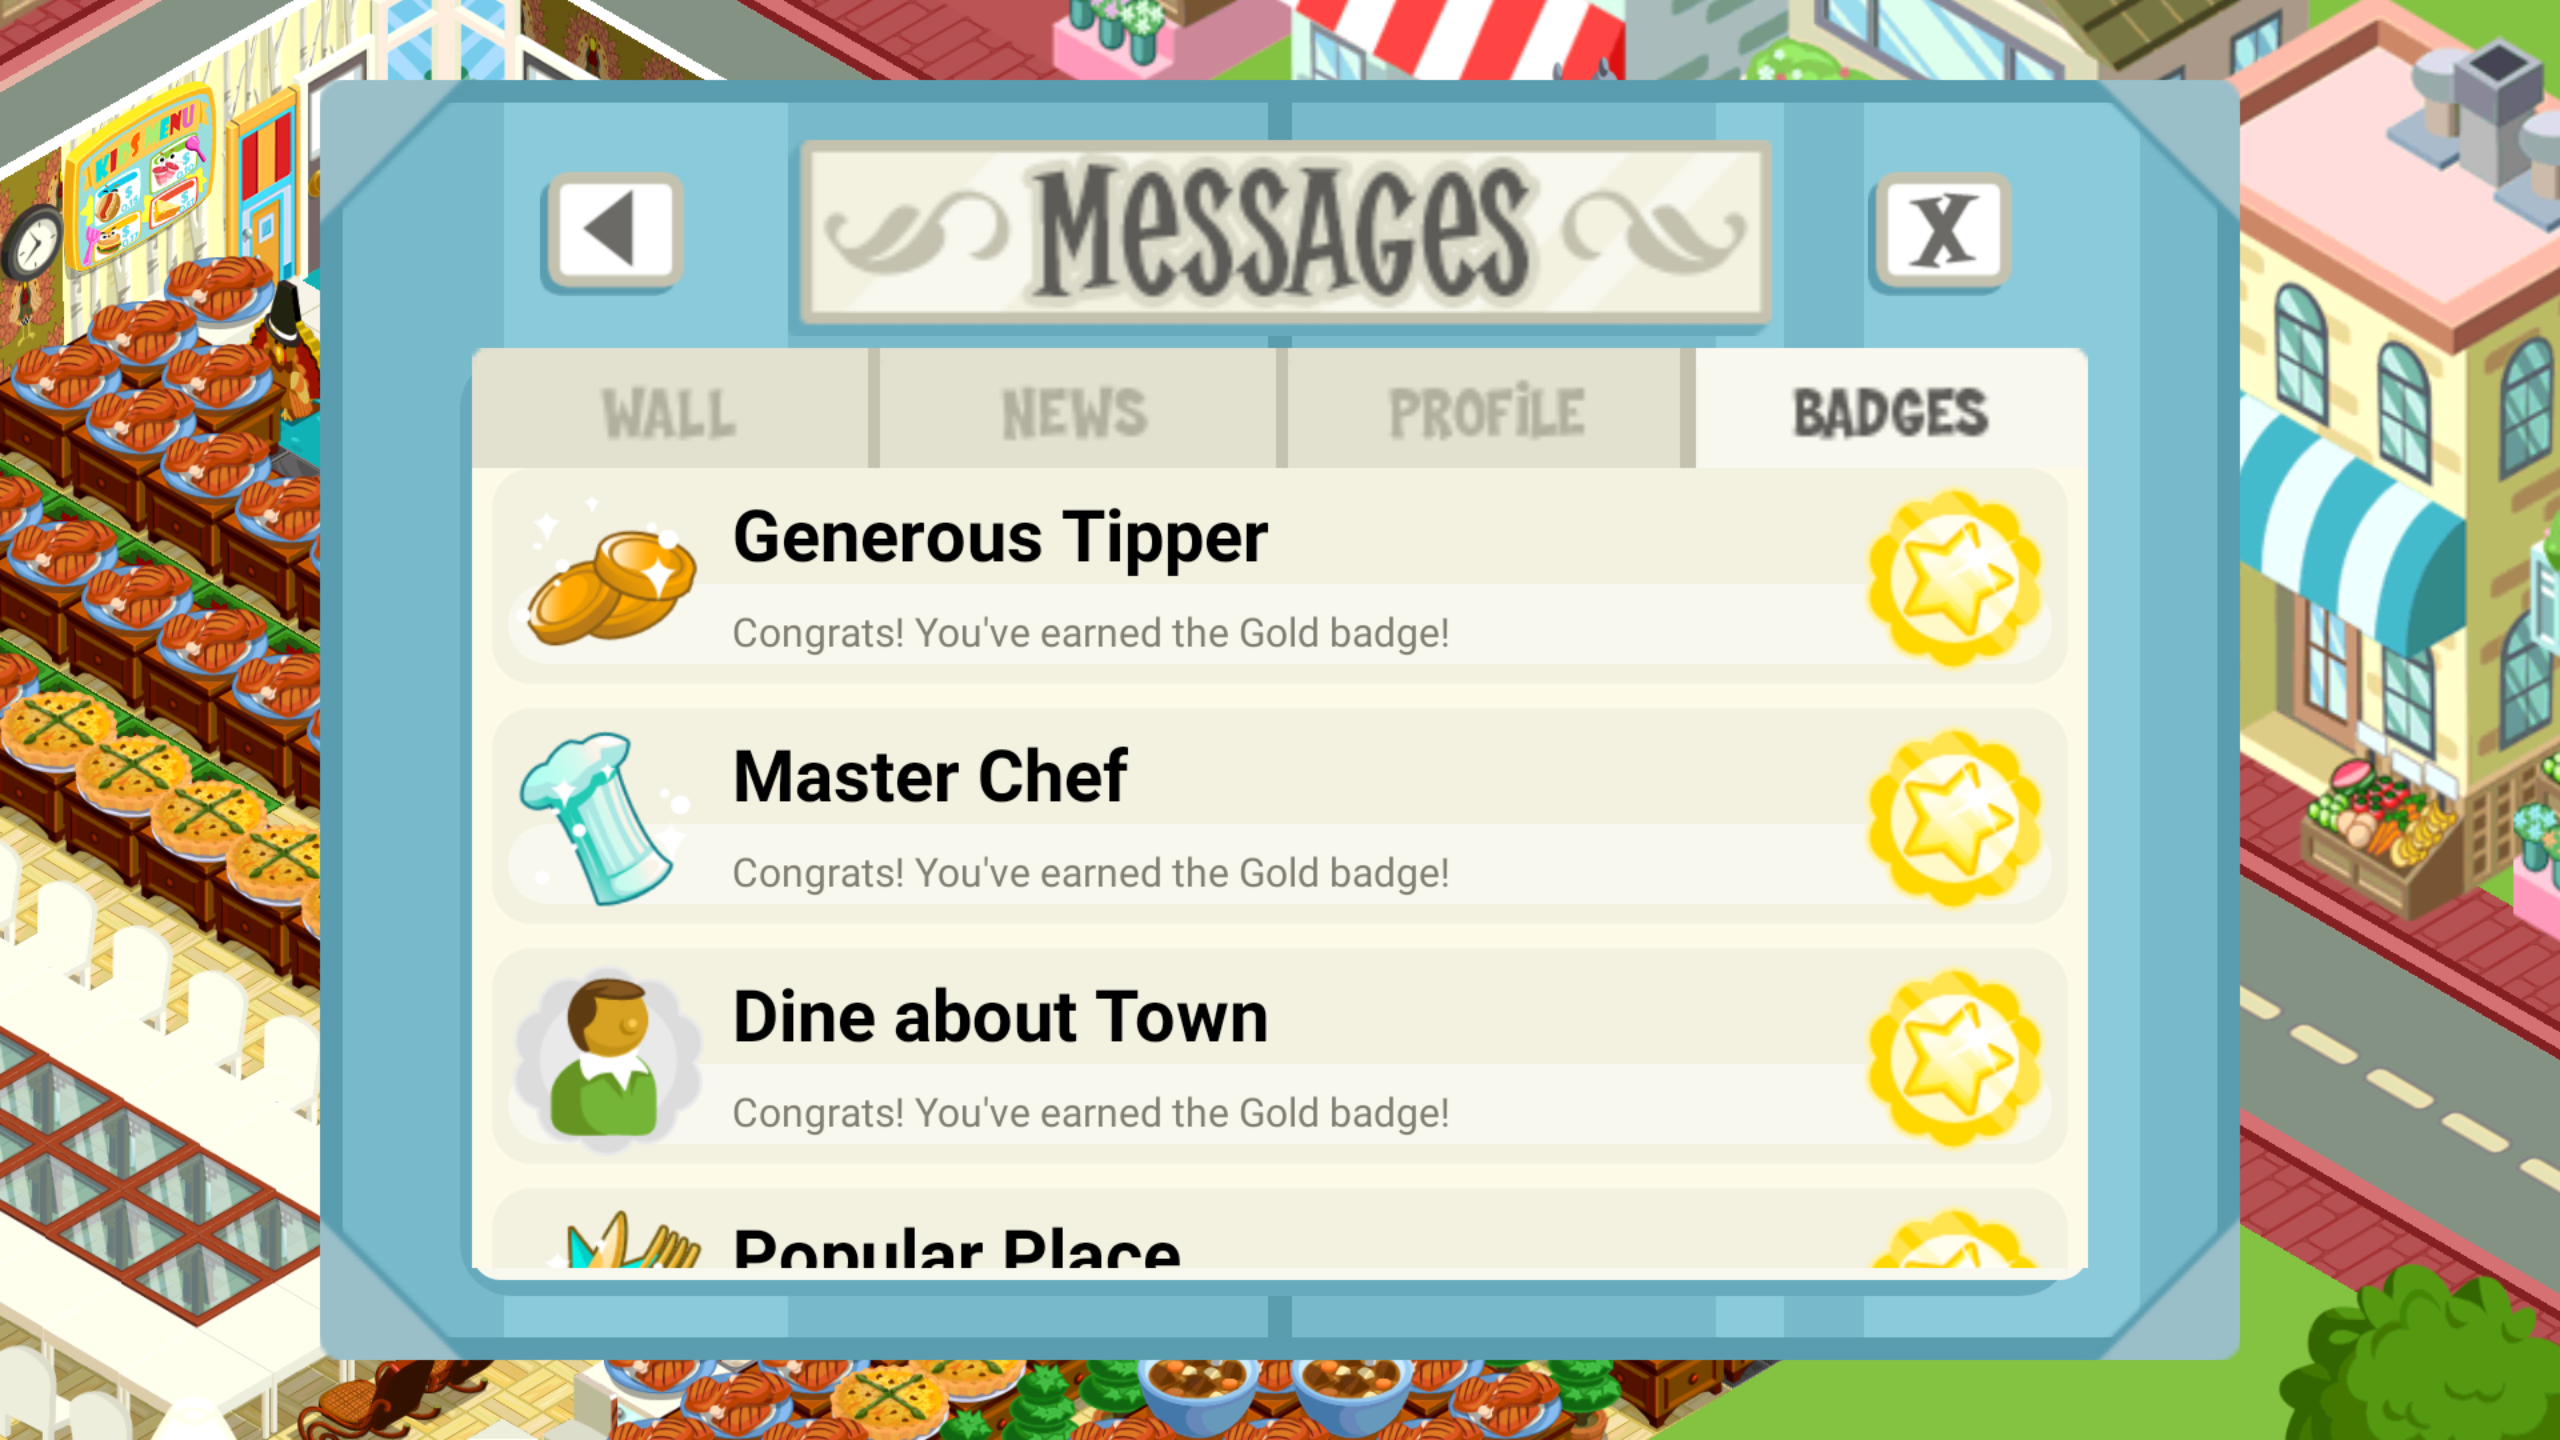 KIDS MENU
MESSAGES
X
WALL
NEWS
PROFILE
BADGES
Generous Tipper
Congrats! You've earned the Gold badge!
Master Chef
Congrats! You've earned the Gold badge!
Dine about Town
Congrats! You've earned the Gold badge!
Popular Place